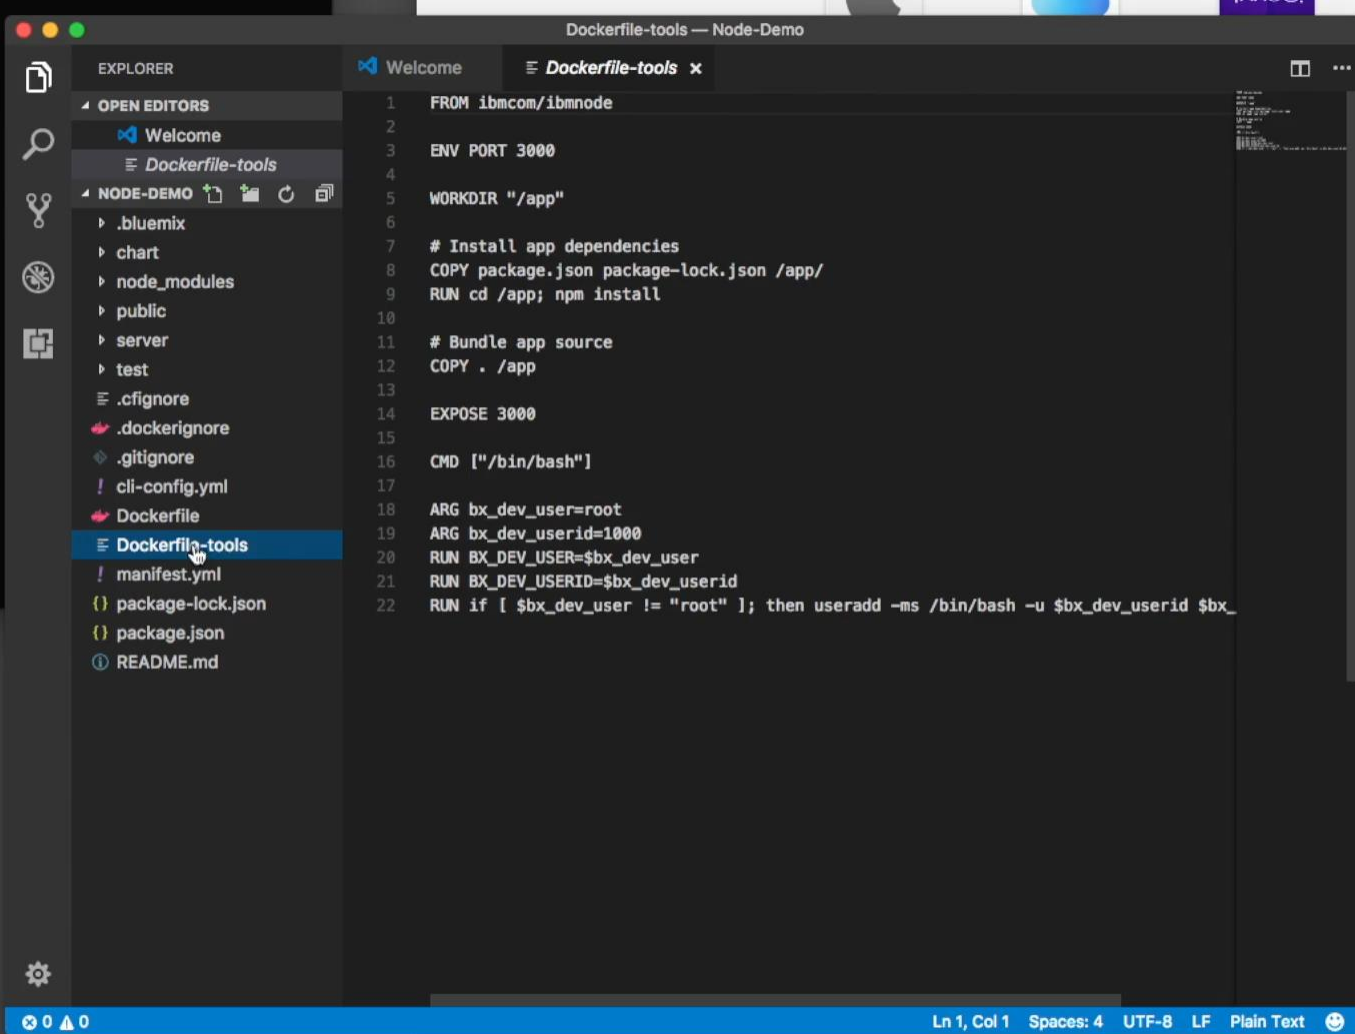 Dockerfile-tools — Node-Demo
EXPLORER
Welcome
Dockerfile-tools
OPEN EDITORS
Welcome
Dockerfile-tools
NODE-DEMO
.bluemix
chart
node_modules
public
server
test
.cfignore
.dockerignore
.gitignore
cli-config.yml
Dockerfile
Dockerfile-tools
manifest.yml
package-lock.json
package.json
README.md
1 FROM ibmcom/ibmnode
2
3 ENV PORT 3000
4
5 WORKDIR "/app"
6
7 # Install app dependencies
8 COPY package.json package-lock.json /app/
9 RUN cd /app; npm install
10
11 # Bundle app source
12 COPY . /app
13
14 EXPOSE 3000
15
16 CMD ["/bin/bash"]
17
18 ARG bx_dev_user=root
19 ARG bx_dev_userid=1000
20 RUN BX_DEV_USER=$bx_dev_user
21 RUN BX_DEV_USERID=$bx_dev_userid
22 RUN if [ $bx_dev_user != "root" ]; then useradd -ms /bin/bash -u $bx_dev_userid $bx_
0 0
Ln 1, Col 1 Spaces: 4 UTF-8 LF Plain Text